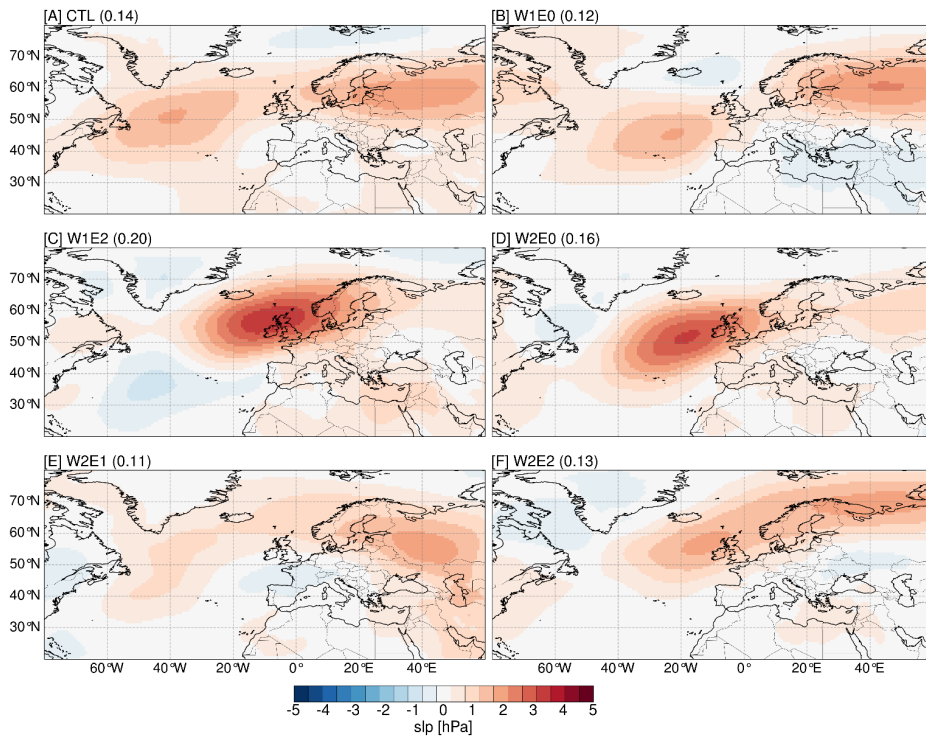 [A] CTL (0.14)
[B] W1E0 (0.12)
70°N
60°N
50°N
40°N
30°N
[C] W1E2 (0.20)
[D] W2E0 (0.16)
70°N
60°N
50°N
40°N
30°N
[E] W2E1 (0.11)
[F] W2E2 (0.13)
70°N
60°N
50°N
40°N
30°N
60°W 40°W 20°W 0° 20°E 40°E 60°W 40°W 20°W 0° 20°E 40°E
-5 -4 -3 -2 -1 0 1 2 3 4 5
slp [hPa]